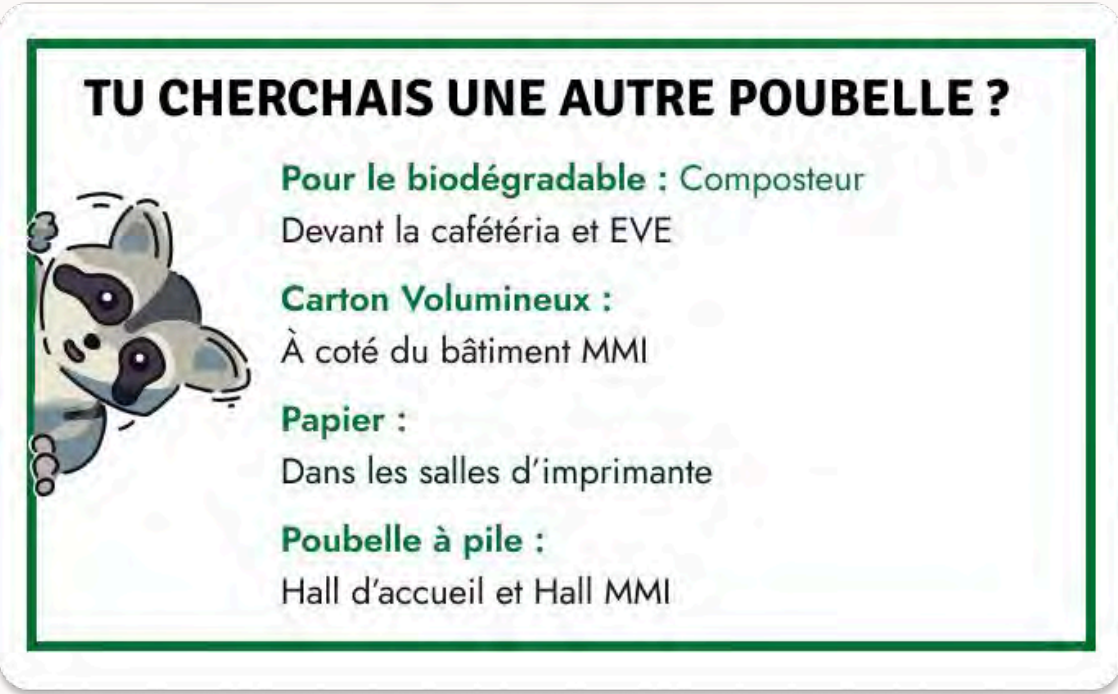 TU CHERCHAIS UNE AUTRE POUBELLE ?
Pour le biodégradable : Composteur
Devant la cafétéria et EVE
Carton Volumineux :
À coté du bâtiment MMI
Papier :
Dans les salles d’imprimante
Poubelle à pile :
Hall d’accueil et Hall MMI